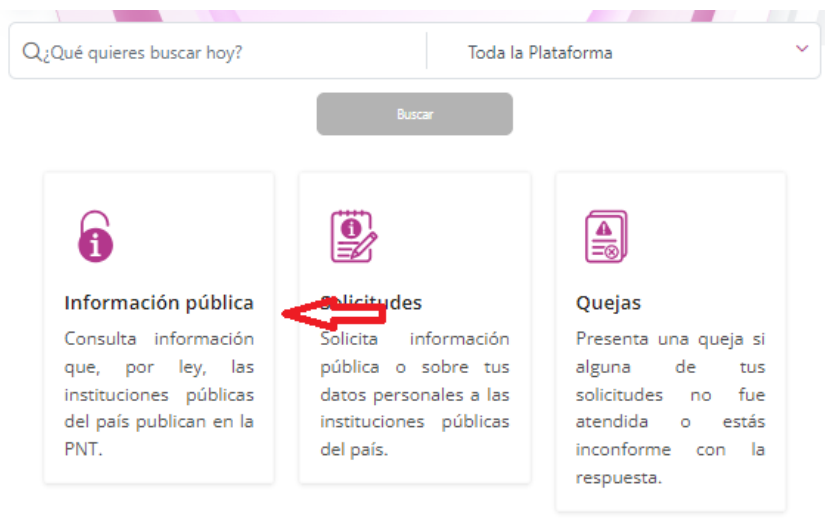 ¿Qué quieres buscar hoy?
Toda la Plataforma
Buscar
Información pública
Consulta información
que, por ley, las
instituciones públicas
del país publican en la
PNT.
Solicitudes
Solicita información
pública o sobre tus
datos personales a las
instituciones públicas
del país.
Quejas
Presenta una queja si
alguna de tus
solicitudes no fue
atendida o estás
inconforme con la
respuesta.